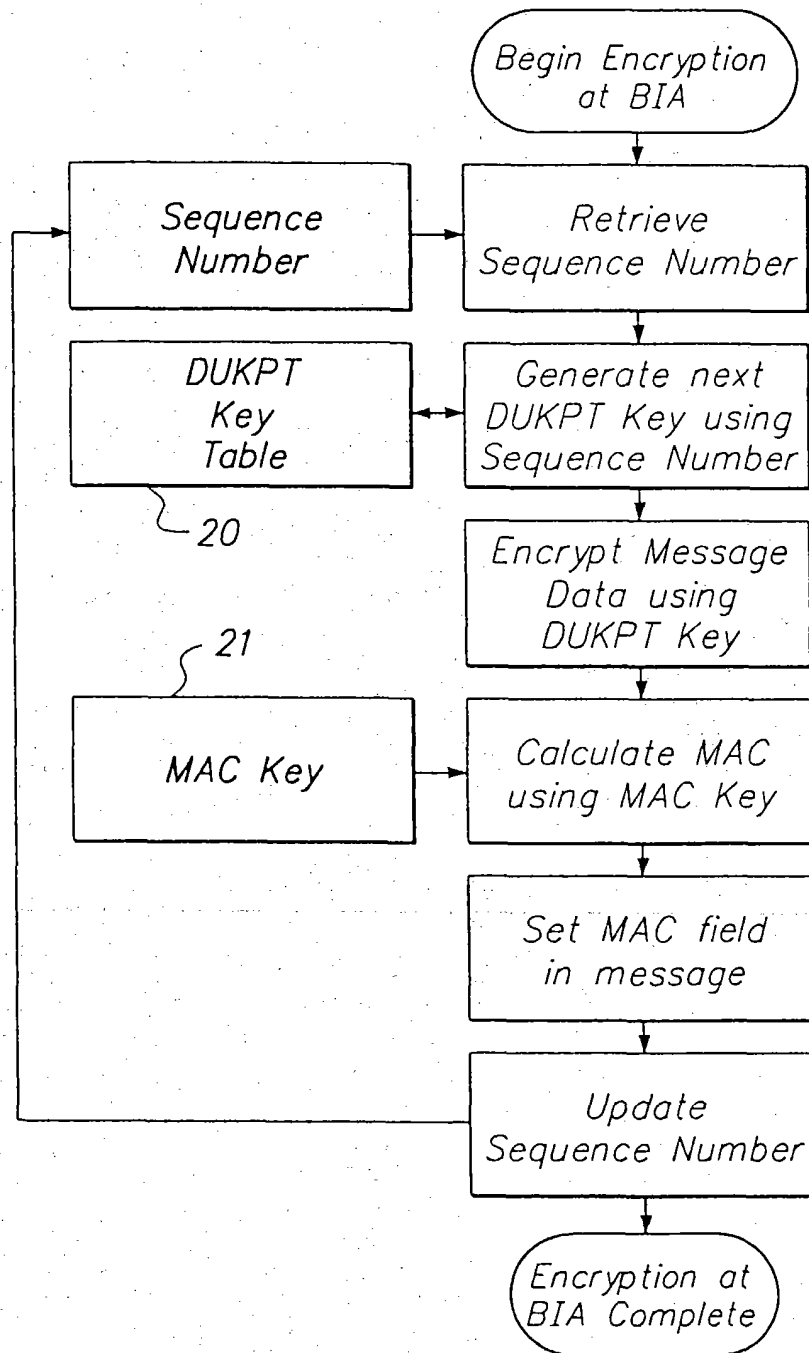 Begin Encryption
at BIA
Sequence
Number
Retrieve
Sequence Number
DUKPT
Key
Table
Generate next
DUKPT Key using
Sequence Number
20
Encrypt Message
Data using
DUKPT Key
21
MAC Key
Calculate MAC
using MAC Key
Set MAC field
in message
Update
Sequence Number
Encryption at
BIA Complete